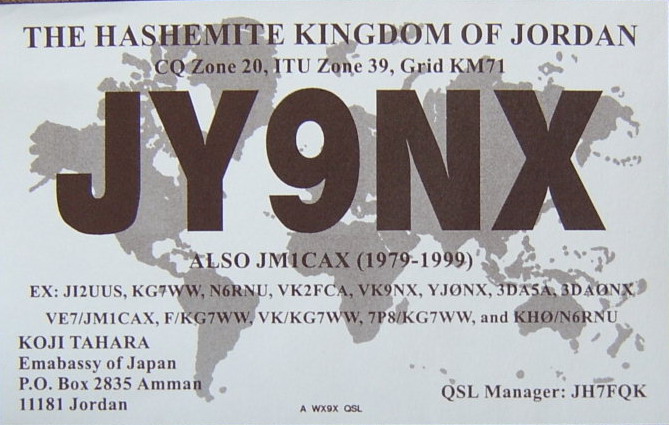 THE HASHEMITE KINGDOM OF JORDAN
CQ Zone 20, ITU Zone 39, Grid KM71
JY9NX
ALSO JM1CAX (1979-1999)
EX: JI2UUS, KG7WW, N6RNU, VK2FCA, VK9NX, YJØNX, 3DA5A, 3DAØNX
VE7/JM1CAX, F/KG7WW, VK/KG7WW, 7P8/KG7WW, and KHØ/N6RNU
KOJI TAHARA
Emabassy of Japan
P.O. Box 2835 Amman
11181 Jordan
QSL Manager: JH7FQK
A WX9X QSL